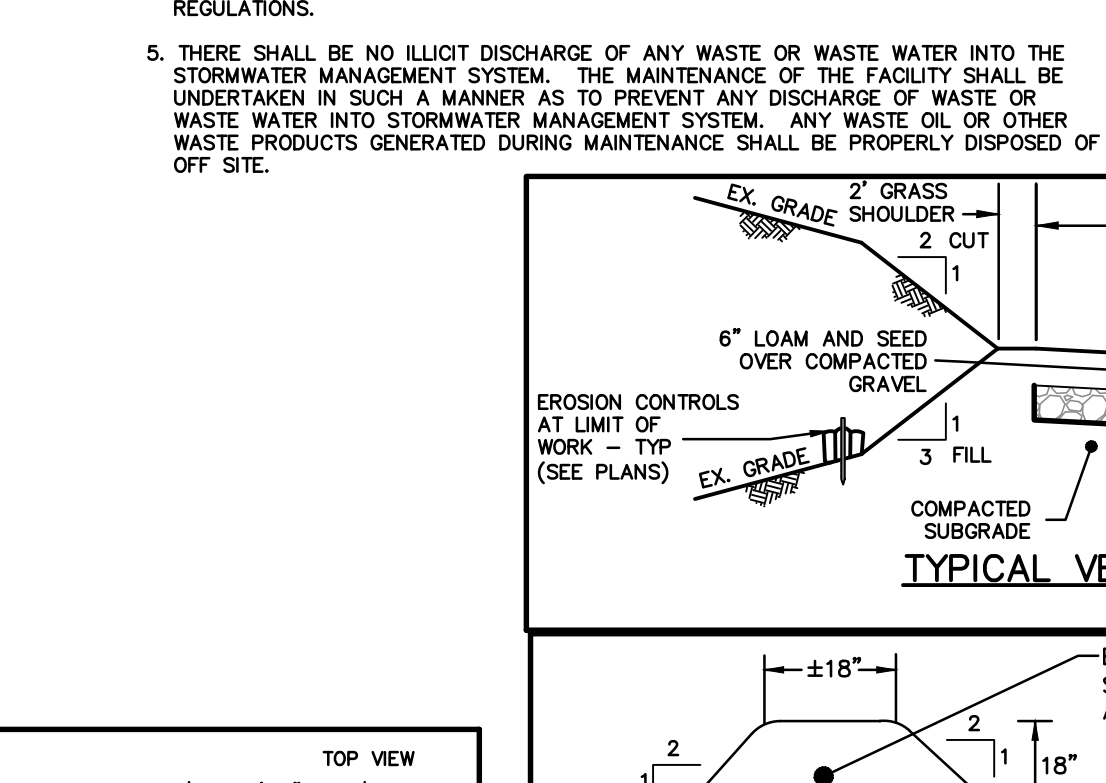 REGULATIONS.
5. THERE SHALL BE NO ILLICIT DISCHARGE OF ANY WASTE OR WASTE WATER INTO THE
STORMWATER MANAGEMENT SYSTEM. THE MAINTENANCE OF THE FACILITY SHALL BE
UNDERTAKEN IN SUCH A MANNER AS TO PREVENT ANY DISCHARGE OF WASTE OR
WASTE WATER INTO STORMWATER MANAGEMENT SYSTEM. ANY WASTE OIL OR OTHER
WASTE PRODUCTS GENERATED DURING MAINTENANCE SHALL BE PROPERLY DISPOSED OF
OFF SITE.
EX. GRADE
2' GRASS
SHOULDER
2 CUT
1
6" LOAM AND SEED
OVER COMPACTED
GRAVEL
EROSION CONTROLS
AT LIMIT OF
WORK – TYP
(SEE PLANS)
1
3 FILL
EX. GRADE
COMPACTED
SUBGRADE
TYPICAL VE
±18"
2
1
18"
2
1
TOP VIEW